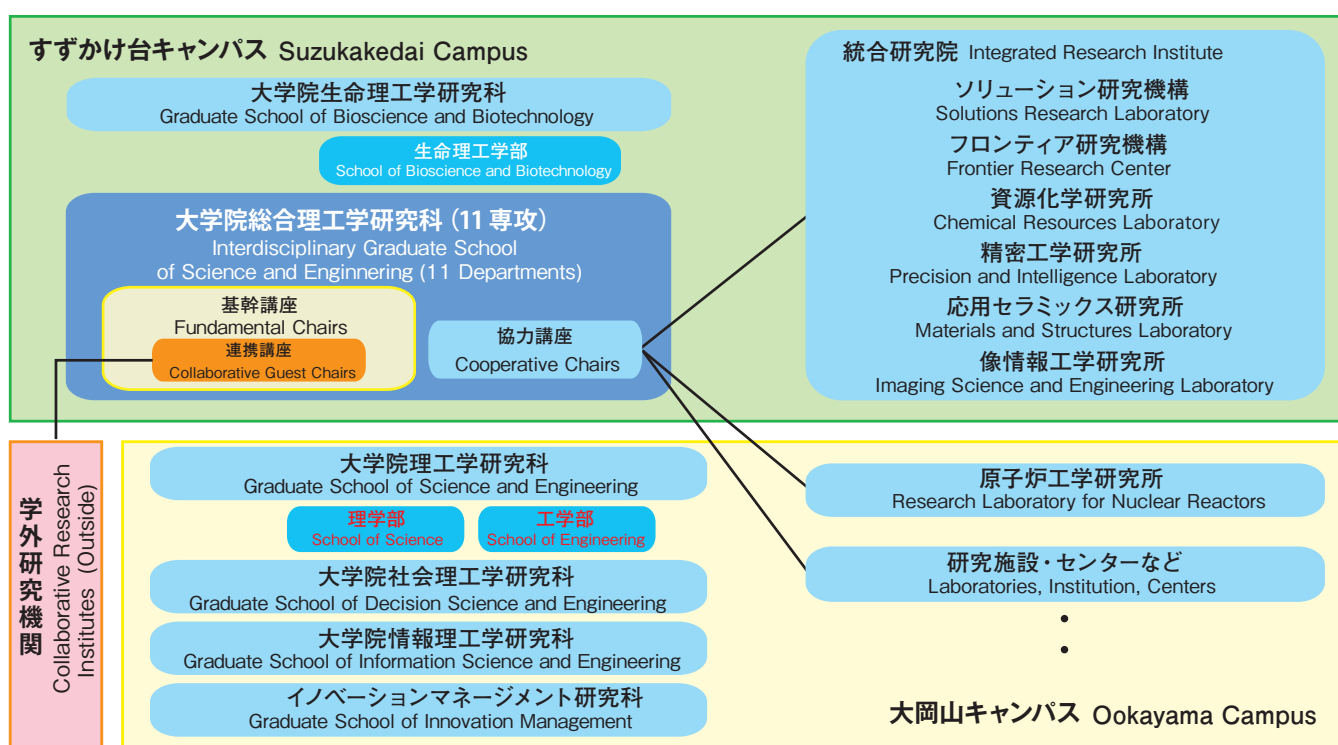 すずかけ台キャンパス Suzukakedai Campus
大学院生命理工学研究科
Graduate School of Bioscience and Biotechnology
生命理工学部
School of Bioscience and Biotechnology
大学院総合理工学研究科（11 専攻）
Interdisciplinary Graduate School
of Science and Enginnering (11 Departments)
基幹講座
Fundamental Chairs
連携講座
Collaborative Guest Chairs
協力講座
Cooperative Chairs
統合研究院 Integrated Research Institute
ソリューション研究機構
Solutions Research Laboratory
フロンティア研究機構
Frontier Research Center
資源化学研究所
Chemical Resources Laboratory
精密工学研究所
Precision and Intelligence Laboratory
応用セラミックス研究所
Materials and Structures Laboratory
像情報工学研究所
Imaging Science and Engineering Laboratory
学外研究機関
Collaborative Research
Institutes (Outside)
大学院理工学研究科
Graduate School of Science and Engineering
理学部
School of Science
工学部
School of Engineering
大学院社会理工学研究科
Graduate School of Decision Science and Engineering
大学院情報理工学研究科
Graduate School of Information Science and Engineering
イノベーションマネージメント研究科
Graduate School of Innovation Management
原子炉工学研究所
Research Laboratory for Nuclear Reactors
研究施設・センターなど
Laboratories, Institution, Centers
•
•
大岡山キャンパス Ookayama Campus